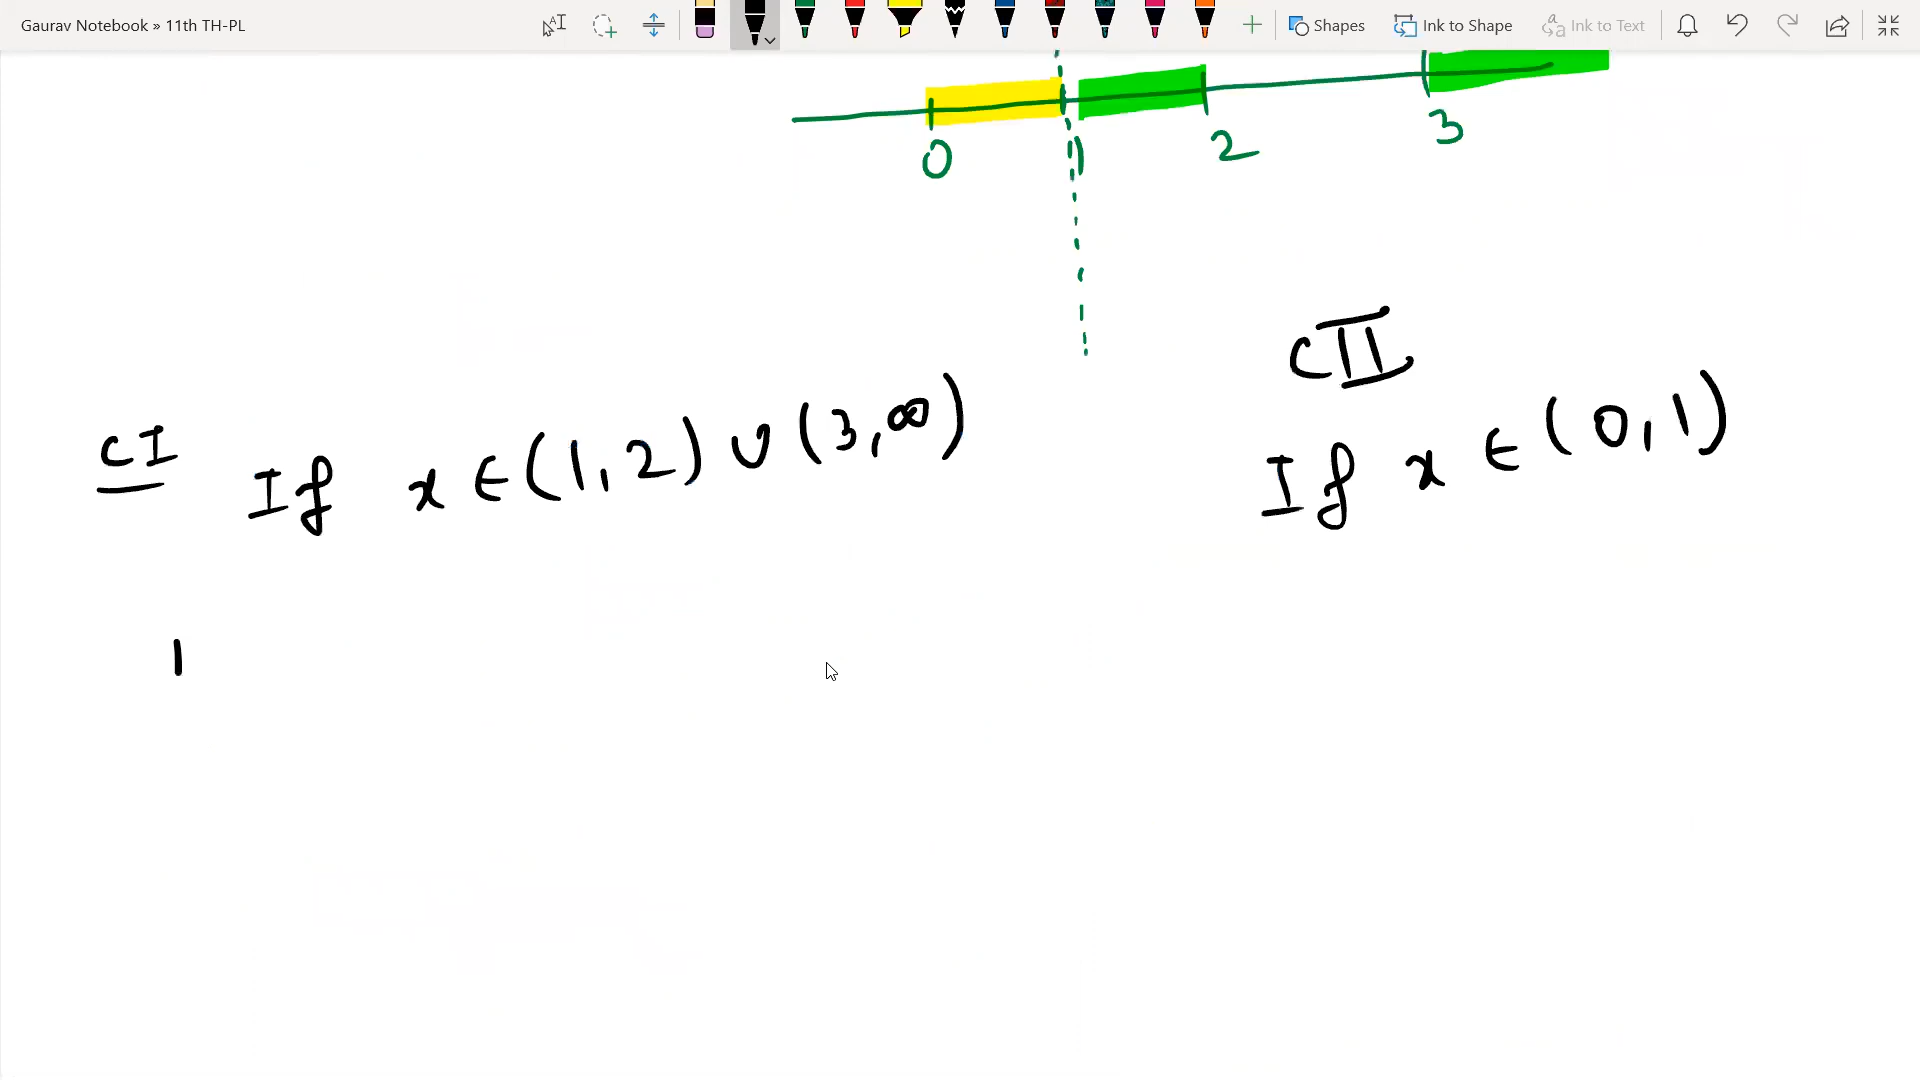 Gaurav Notebook » 11th TH-PL
Shapes
Ink to Shape
Ink to Text
0 1 2 3
CI If x ∈ (1,2) ∪ (3,∞)
CII
If x ∈ (0,1)